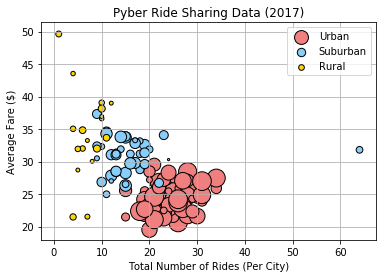 Pyber Ride Sharing Data (2017)
Urban
Suburban
Rural
Average Fare ($)
50
45
40
35
30
25
20
0 10 20 30 40 50 60
Total Number of Rides (Per City)